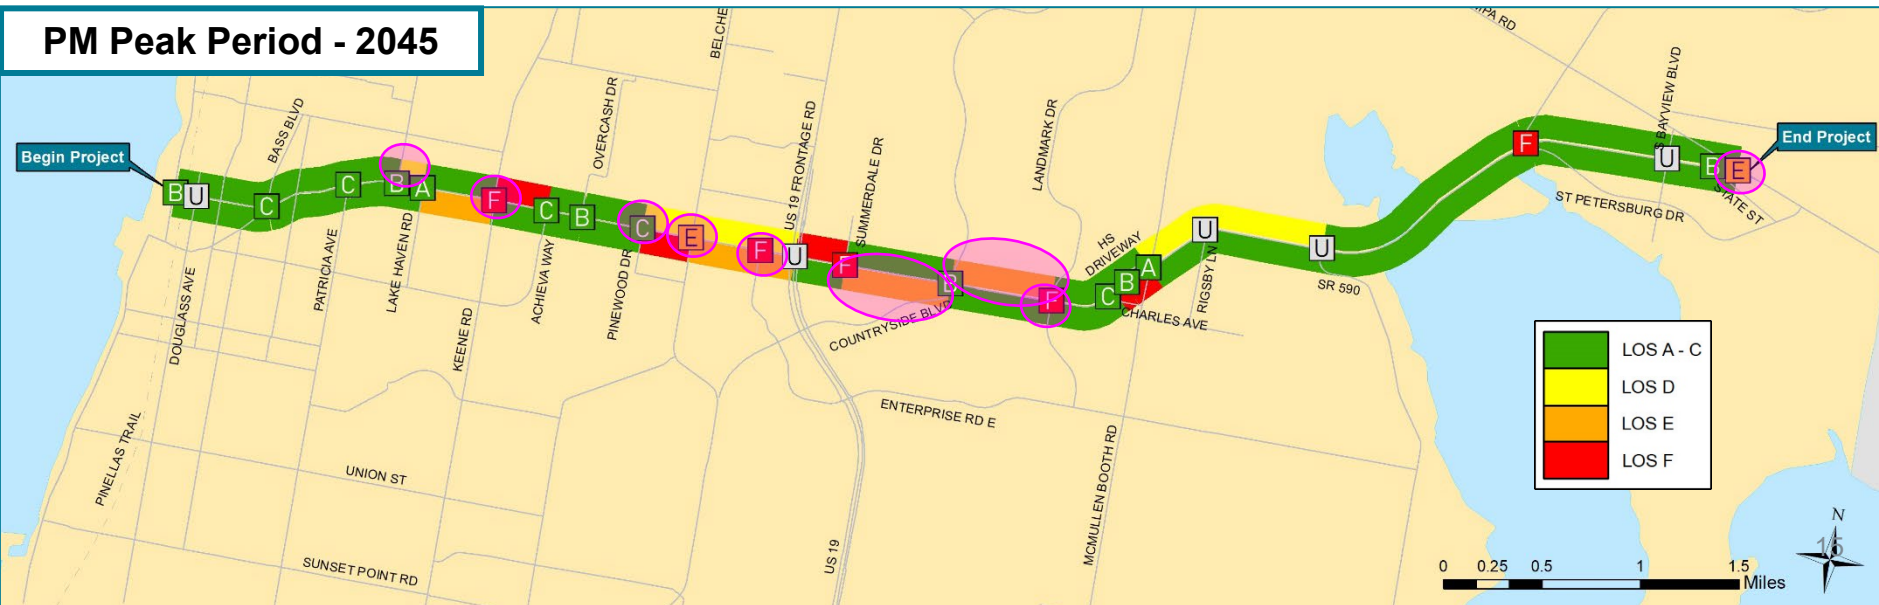 PM Peak Period - 2045
Begin Project
End Project
BASS BLVD
OVERCASH DR
US 19 FRONTAGE RD
SUMMERDALE DR
LANDMARK DR
HS
DRIVEWAY
S BAYVIEW BLVD
B
U
C
C
B
A
F
C
B
C
E
F
U
F
B
F
C
B
A
U
U
F
U
B
E
DOUGLASS AVE
PATRICIA AVE
LAKE HAVEN RD
KEENE RD
ACHIEVA WAY
PINEWOOD DR
COUNTRYSIDE BLVD
CHARLES AVE
RIGSBY LN
SR 590
ST PETERSBURG DR
STATE ST
PINELLAS TRAIL
UNION ST
SUNSET POINT RD
US 19
ENTERPRISE RD E
MCMULLEN BOOTH RD
LOS A - C
LOS D
LOS E
LOS F
N
15
0 0.25 0.5 1 1.5
Miles